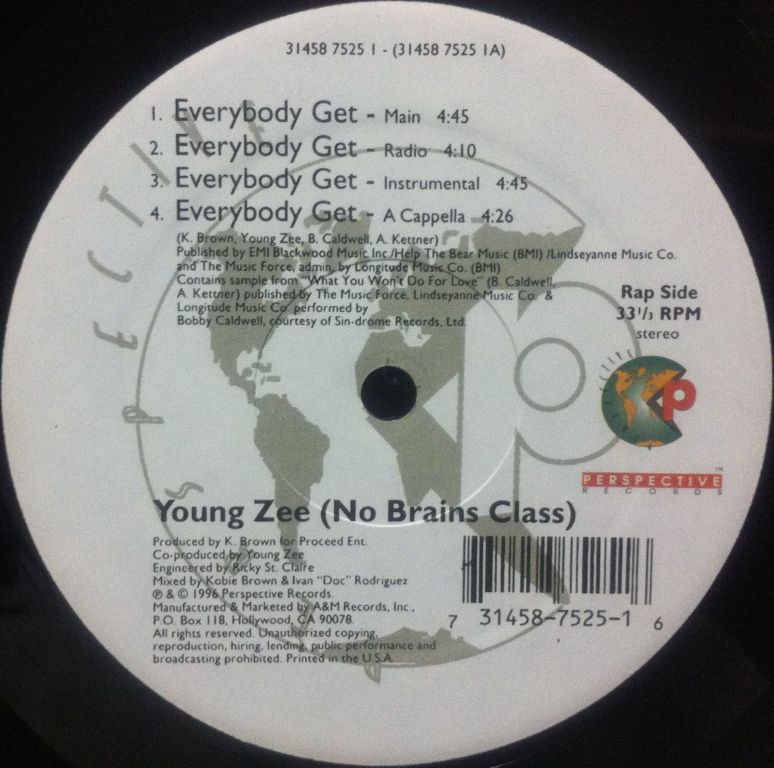 31458 7525 1 - (31458 7525 1A)
1. Everybody Get - Main 4:45
2. Everybody Get - Radio 4:10
3. Everybody Get - Instrumental 4:45
4. Everybody Get - A Cappella 4:26
(K. Brown, Young Zee, B. Caldwell, A. Kettner)
Published by EMI Blackwood Music Inc./Help The Bear Music (BMI) /Lindseyanne Music Co.
and The Music Force, admin. by Longitude Music Co. (BMI)
Contains sample from "What You Won't Do For Love" (B. Caldwell,
A. Kettner) published by The Music Force, Lindseyanne Music Co. &
Longitude Music Co. performed by
Bobby Caldwell, courtesy of Sin-drome Records, Ltd.
Rap Side
33 1/3 RPM
stereo
P
PERSPECTIVE™
RECORDS
Young Zee (No Brains Class)
Produced by K. Brown for Proceed Ent.
Co-produced by Young Zee
Engineered by Ricky St. Claire
Mixed by Kobie Brown & Ivan "Doc" Rodriguez
℗ & © 1996 Perspective Records.
Manufactured & Marketed by A&M Records, Inc.,
P.O. Box 118, Hollywood, CA 90078.
All rights reserved. Unauthorized copying,
reproduction, hiring, lending, public performance and
broadcasting prohibited. Printed in the U.S.A.
7 31458-7525-1 6
PERSPECTIVE
P